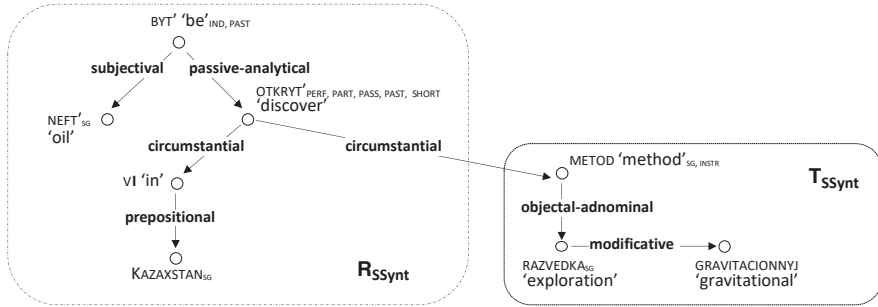 BYT’ ‘be’IND, PAST
subjectival
passive-analytical
OTKRYT’PERF, PART, PASS, PAST, SHORT
‘discover’
NEFT’SG
‘oil’
circumstantial
circumstantial
VI ‘in’
METOD ‘method’SG, INSTR
TSSynt
prepositional
objectal-adnominal
modificative
KAZAXSTANSG
RSSynt
RAZVEDKASG
‘exploration’
GRAVITACIONNYJ
‘gravitational’